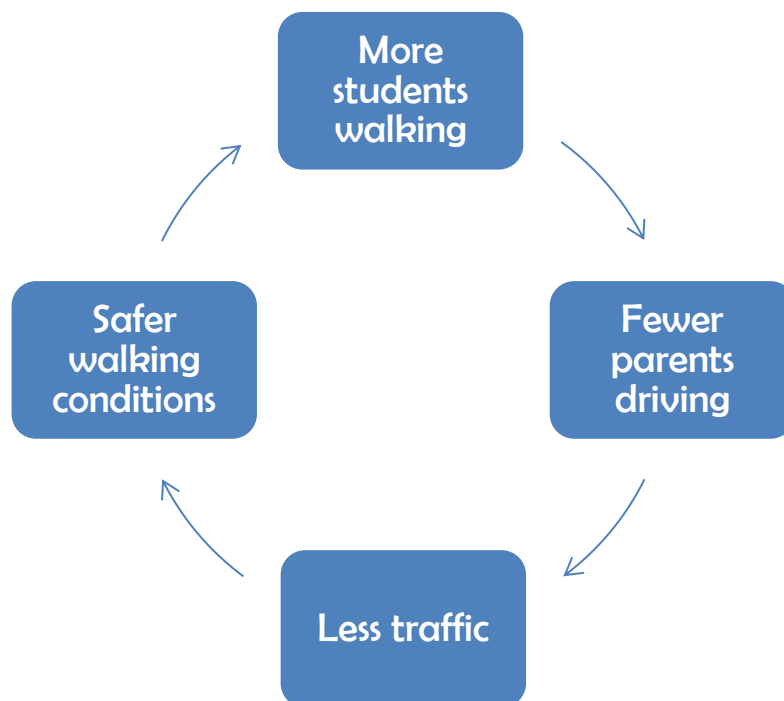 More
students
walking
Fewer
parents
driving
Less traffic
Safer
walking
conditions